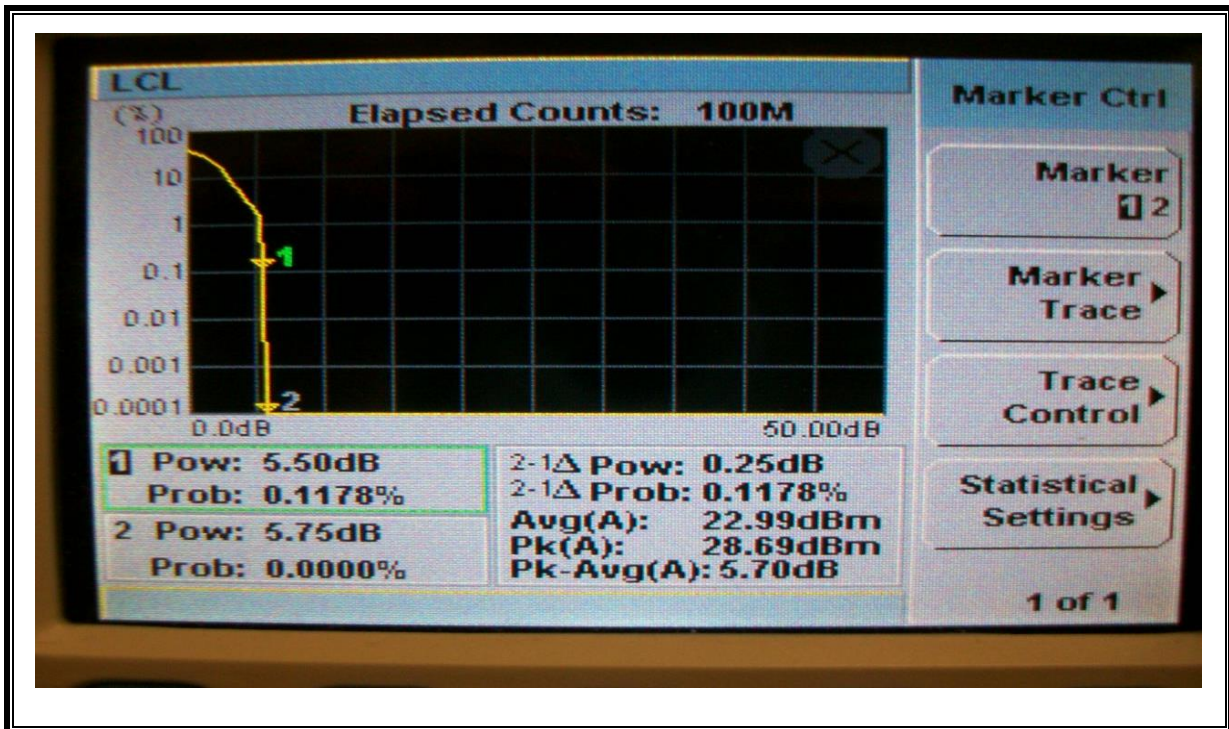 LCL
(%)
Elapsed Counts: 100M
100
10
1
0.1
0.01
0.001
0.0001
1
2
0.0dB
50.00dB
1 Pow: 5.50dB
Prob: 0.1178%
2 Pow: 5.75dB
Prob: 0.0000%
2-1Δ Pow: 0.25dB
2-1Δ Prob: 0.1178%
Avg(A): 22.99dBm
Pk(A): 28.69dBm
Pk-Avg(A): 5.70dB
Marker Ctrl
Marker
1 2
Marker
Trace
Trace
Control
Statistical
Settings
1 of 1